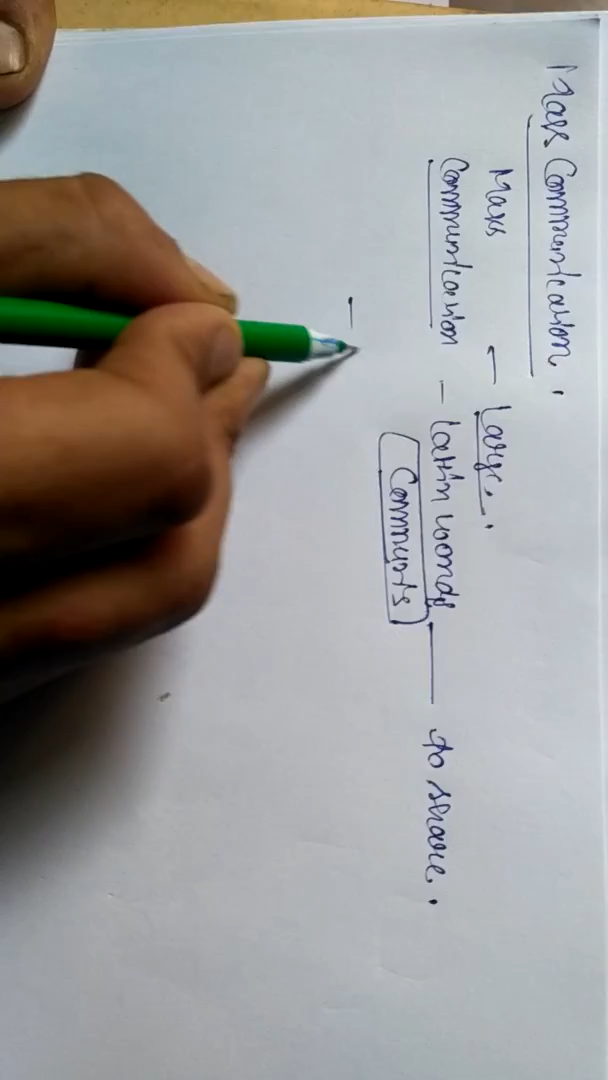 Mass Communication.
Mass – Large.
Communication – Latin words — to share.
Communis